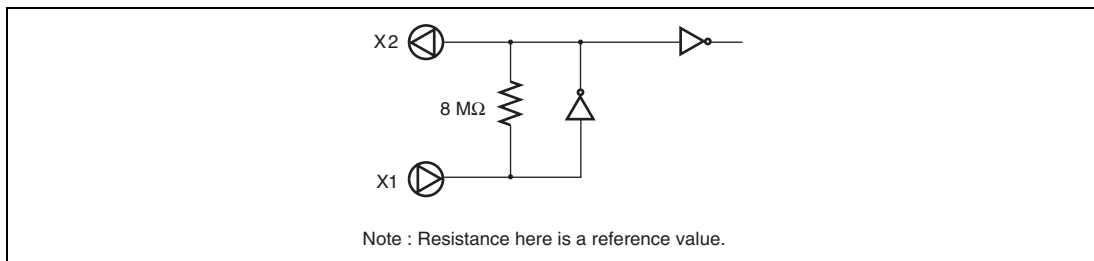 X2
8 MΩ
X1
Note : Resistance here is a reference value.